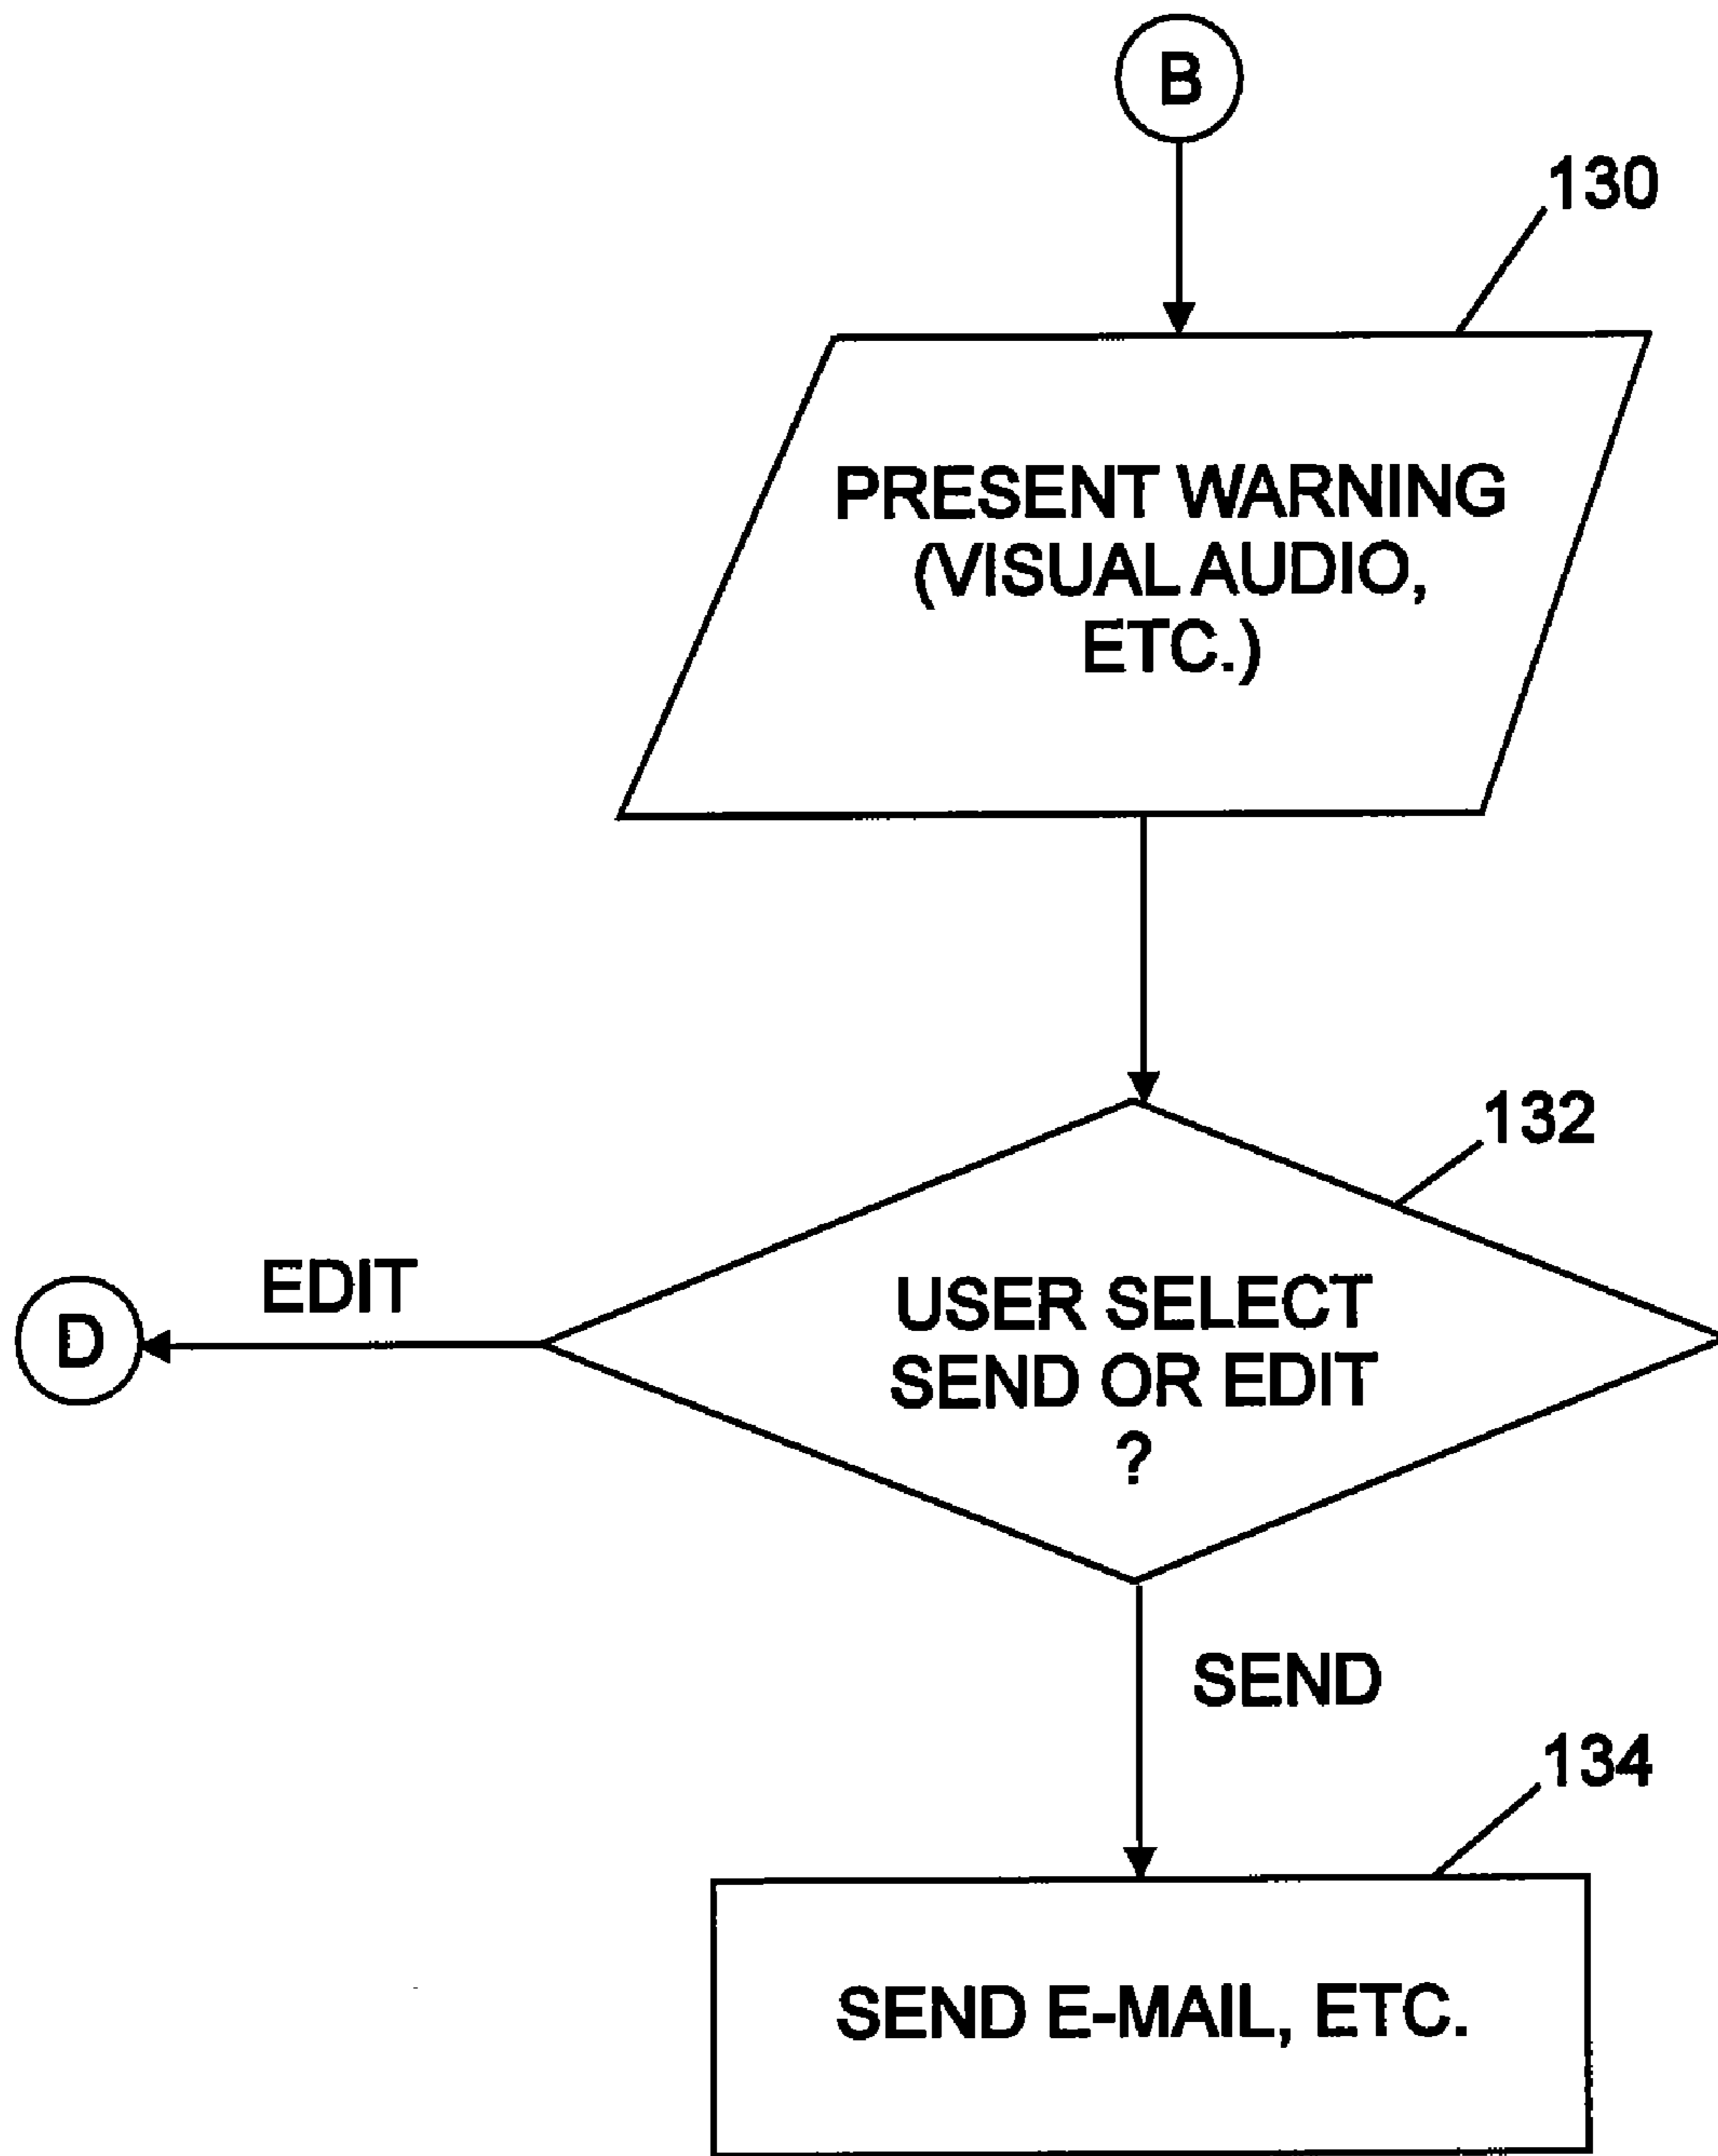 B
130
PRESENT WARNING
(VISUAL AUDIO,
ETC.)
132
EDIT
D
USER SELECT
SEND OR EDIT
?
SEND
134
SEND E-MAIL, ETC.